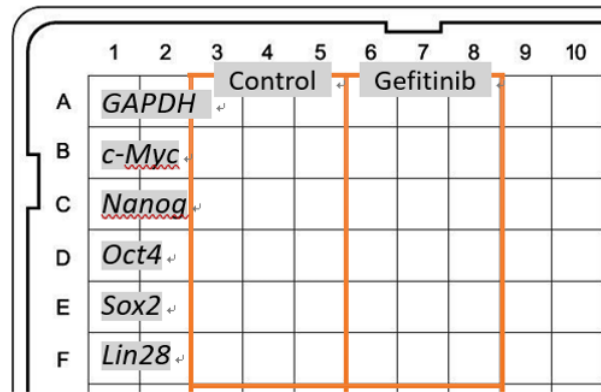 1 2 3 4 5 6 7 8 9 10
Control Gefitinib
A GAPDH
B c-Myc
C Nanog
D Oct4
E Sox2
F Lin28